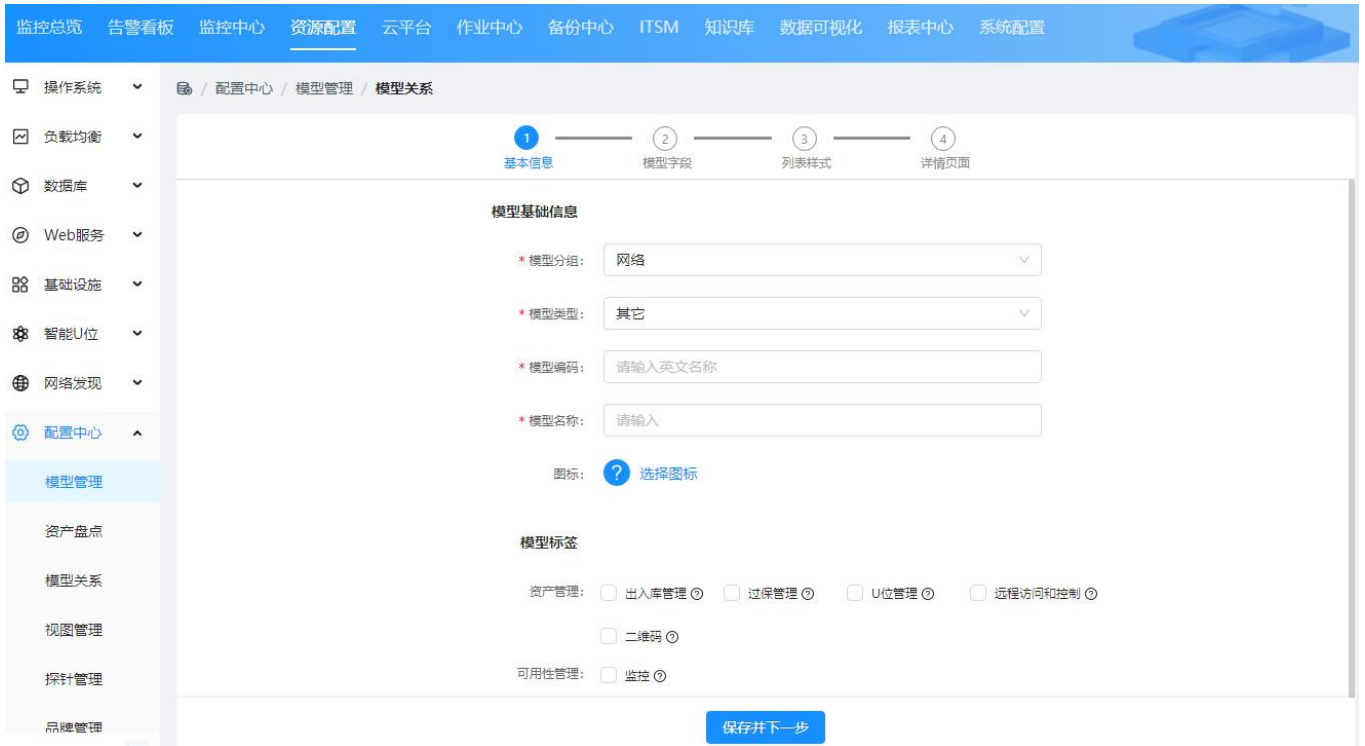 监控总览 告警看板 监控中心 资源配置 云平台 作业中心 备份中心 ITSM 知识库 数据可视化 报表中心 系统配置
操作系统
负载均衡
数据库
Web服务
基础设施
智能U位
网络发现
配置中心
模型管理
资产盘点
模型关系
视图管理
探针管理
品牌管理
/ 配置中心 / 模型管理 / 模型关系
1 2 3 4
基本信息 模型字段 列表样式 详情页面
模型基础信息
* 模型分组: 网络
* 模型类型: 其它
* 模型编码: 请输入英文名称
* 模型名称: 请输入
图标: ? 选择图标
模型标签
资产管理: 出入库管理 ? 过保管理 ? U位管理 ? 远程访问和控制 ?
二维码 ?
可用性管理: 监控 ?
保存并下一步